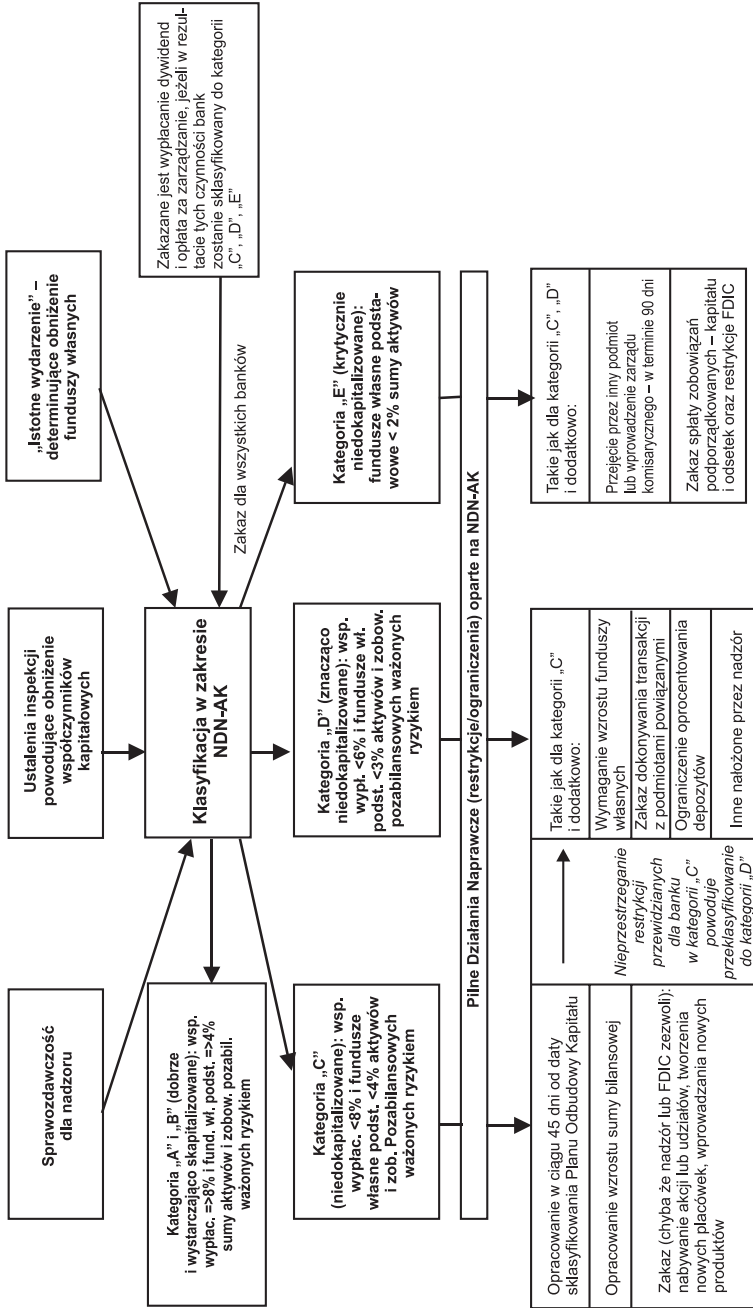 Sprawozdawczość
dla nadzoru
Ustalenia inspekcji
powodujące obniżenie
współczynników
kapitałowych
„Istotne wydarzenie” –
determinujące obniżenie
funduszy własnych
Kategoria „A” i „B” (dobrze
i wystarczająco skapitalizowane): wsp.
wypłac. =>8% i fund. wł. podst. =>4%
sumy aktywów i zobow. pozabil.
ważonych ryzykiem
Klasyfikacja w zakresie
NDN-AK
Zakazane jest wypłacanie dywidend
i opłata za zarządzanie, jeżeli w rezul-
tacie tych czynności bank
zostanie sklasyfikowany do kategorii
„C”, „D”, „E”
Zakaz dla wszystkich banków
Kategoria „C”
(niedokapitalizowane): wsp.
wypłac. <8% i fundusze
własne podst. <4% aktywów
i zob. Pozabilansowych
ważonych ryzykiem
Kategoria „D” (znacząco
niedokapitalizowane): wsp.
wypł. <6% i fundusze wł.
podst. <3% aktywów i zobow.
pozabilansowych ważonych
ryzykiem
Kategoria „E” (krytycznie
niedokapitalizowane):
fundusze własne podsta-
wowe < 2% sumy aktywów
Pilne Działania Naprawcze (restrykcje/ograniczenia) oparte na NDN-AK
Opracowanie w ciągu 45 dni od daty
sklasyfikowania Planu Odbudowy Kapitału
Opracowanie wzrostu sumy bilansowej
Zakaz (chyba że nadzór lub FDIC zezwoli):
nabywanie akcji lub udziałów, tworzenia
nowych placówek, wprowadzania nowych
produktów
Nieprzestrzeganie
restrykcji
przewidzianych
dla banku
w kategorii „C”
powoduje
przeklasyfikowanie
do kategorii „D”
Takie jak dla kategorii „C”
i dodatkowo:
Wymaganie wzrostu funduszy
własnych
Zakaz dokonywania transakcji
z podmiotami powiązanymi
Ograniczenie oprocentowania
depozytów
Inne nałożone przez nadzór
Takie jak dla kategorii „C”, „D”
i dodatkowo:
Przejęcie przez inny podmiot
lub wprowadzenie zarządu
komisarycznego – w terminie 90 dni
Zakaz spłaty zobowiązań
podporządkowanych – kapitału
i odsetek oraz restrykcje FDIC